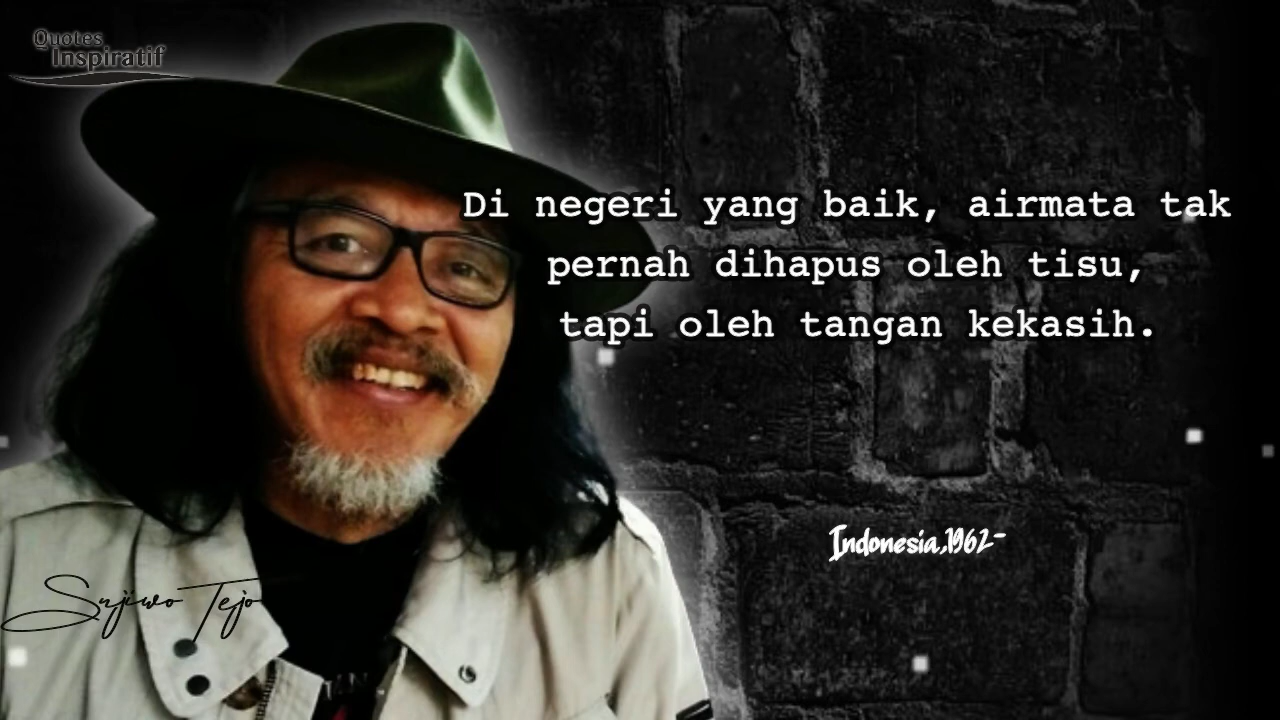 Quotes
Inspiratif
Di negeri yang baik, airmata tak
pernah dihapus oleh tisu,
tapi oleh tangan kekasih.
Indonesia,1962-
Sujiwo Tejo